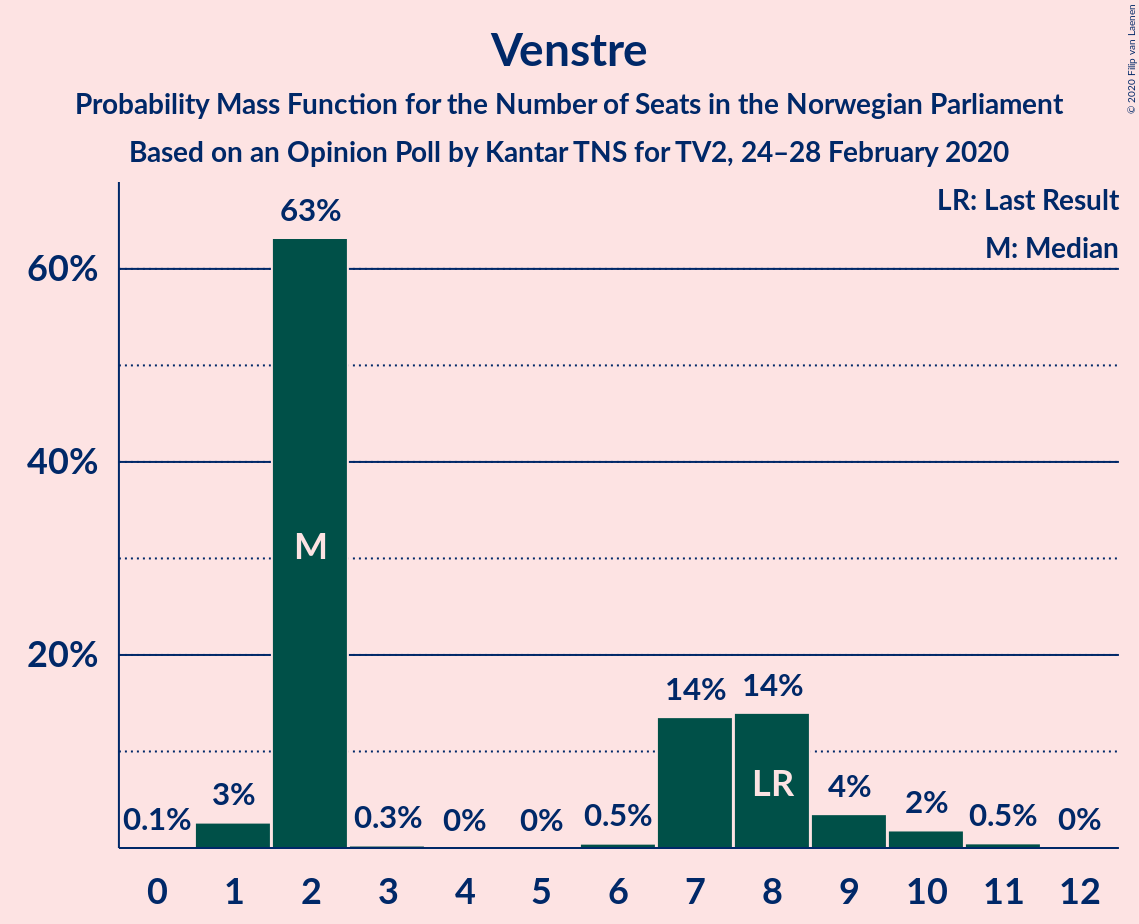 Venstre
Probability Mass Function for the Number of Seats in the Norwegian Parliament
Based on an Opinion Poll by Kantar TNS for TV2, 24–28 February 2020
© 2020 Filip van Laenen
LR: Last Result
M: Median
60%
40%
20%
0.1%
3%
63%
0.3%
0%
0%
0.5%
14%
14%
4%
2%
0.5%
0%
M
LR
0 1 2 3 4 5 6 7 8 9 10 11 12